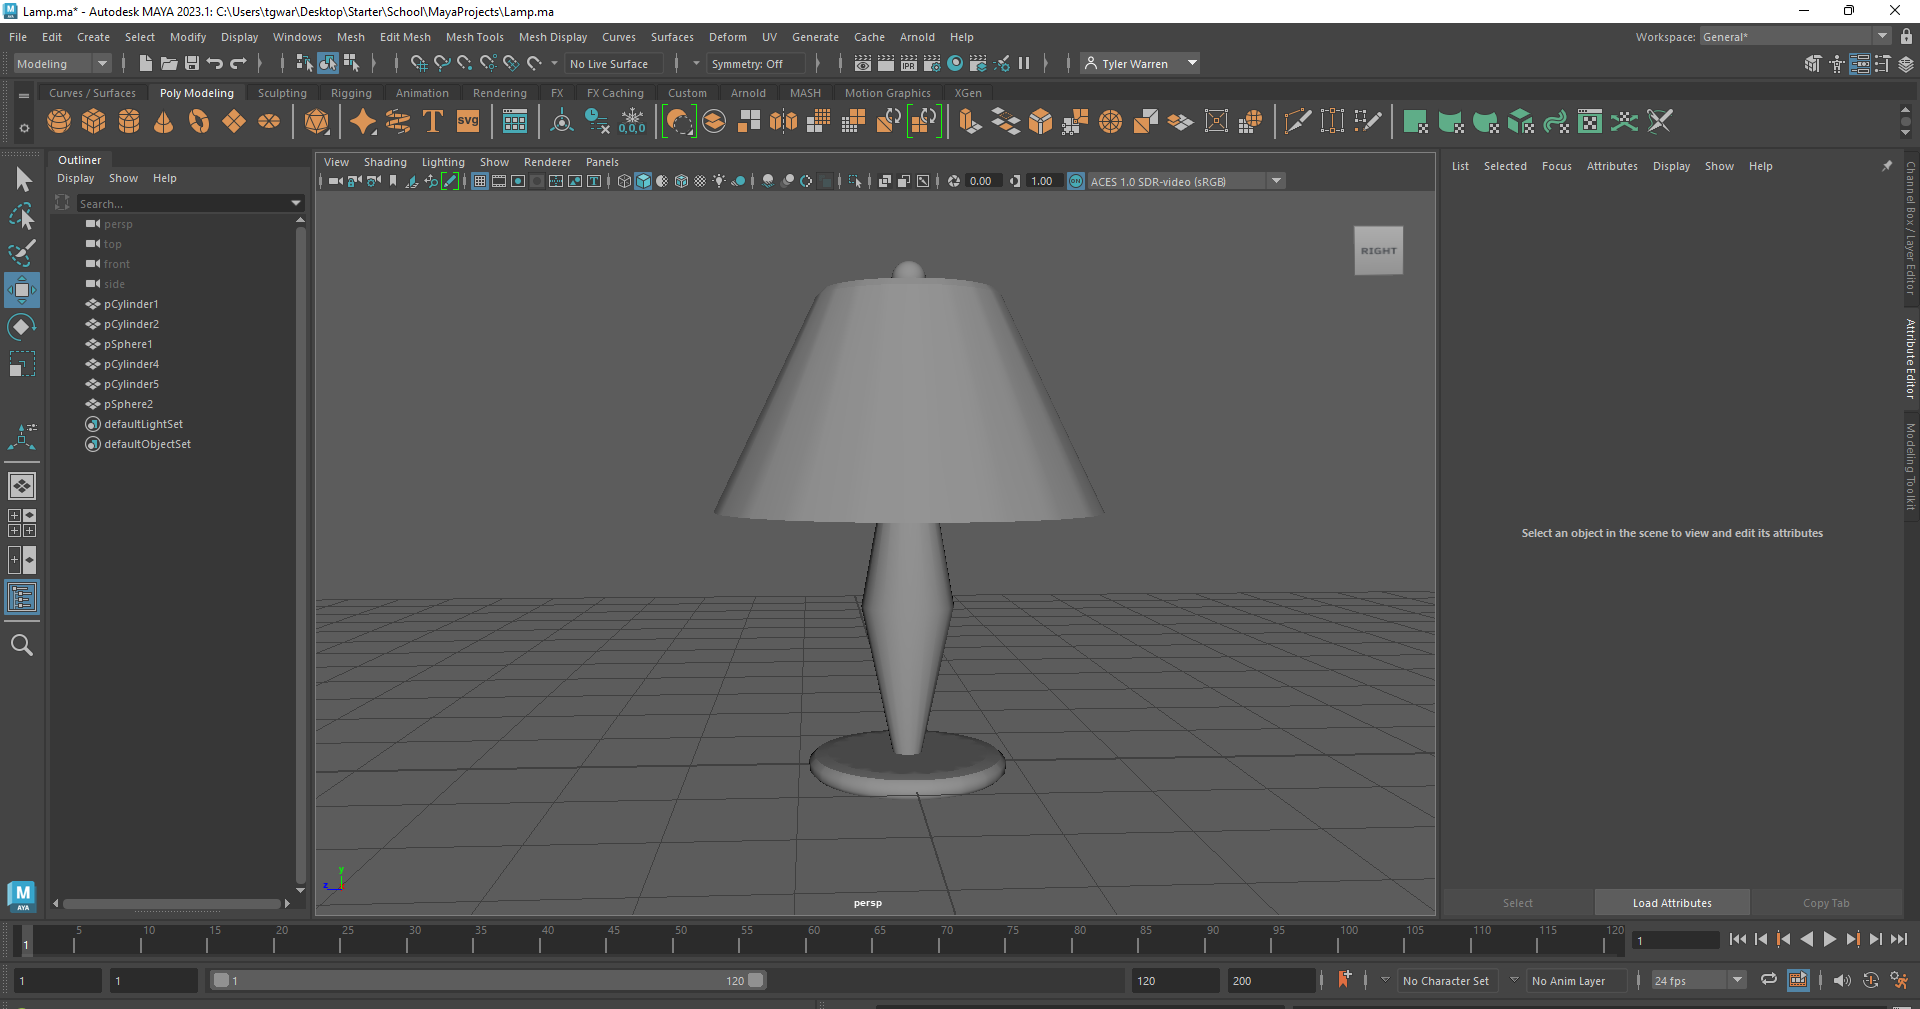 Lamp.ma* - Autodesk MAYA 2023.1: C:\Users\tgwar\Desktop\Starter\School\MayaProjects\Lamp.ma
File Edit Create Select Modify Display Windows Mesh Edit Mesh Mesh Tools Mesh Display Curves Surfaces Deform UV Generate Cache Arnold Help Workspace: General*
Modeling No Live Surface Symmetry: Off IPR Tyler Warren
Curves / Surfaces Poly Modeling Sculpting Rigging Animation Rendering FX FX Caching Custom Arnold MASH Motion Graphics XGen
T svg 0,0,0
Outliner
Display Show Help
Search...
persp
top
front
side
pCylinder1
pCylinder2
pSphere1
pCylinder4
pCylinder5
pSphere2
defaultLightSet
defaultObjectSet
View Shading Lighting Show Renderer Panels
0.00 1.00 ACES 1.0 SDR-video (sRGB)
RIGHT
y
z
persp
List Selected Focus Attributes Display Show Help
Select an object in the scene to view and edit its attributes
Select Load Attributes Copy Tab
Channel Box / Layer Editor
Attribute Editor
Modeling Toolkit
M
AYA
1 5 10 15 20 25 30 35 40 45 50 55 60 65 70 75 80 85 90 95 100 105 110 115 120 1
1 1 1 120 120 200 No Character Set No Anim Layer 24 fps